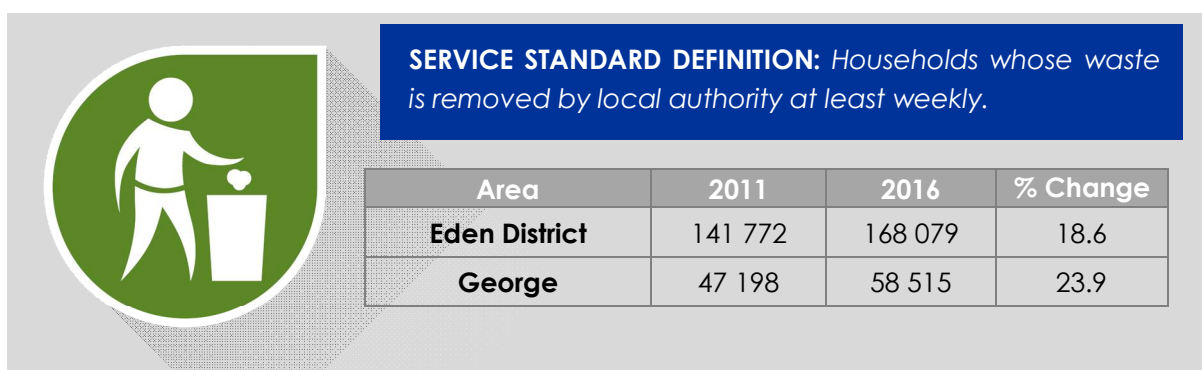 SERVICE STANDARD DEFINITION: Households whose waste
is removed by local authority at least weekly.
Area 2011 2016 % Change
Eden District 141 772 168 079 18.6
George 47 198 58 515 23.9